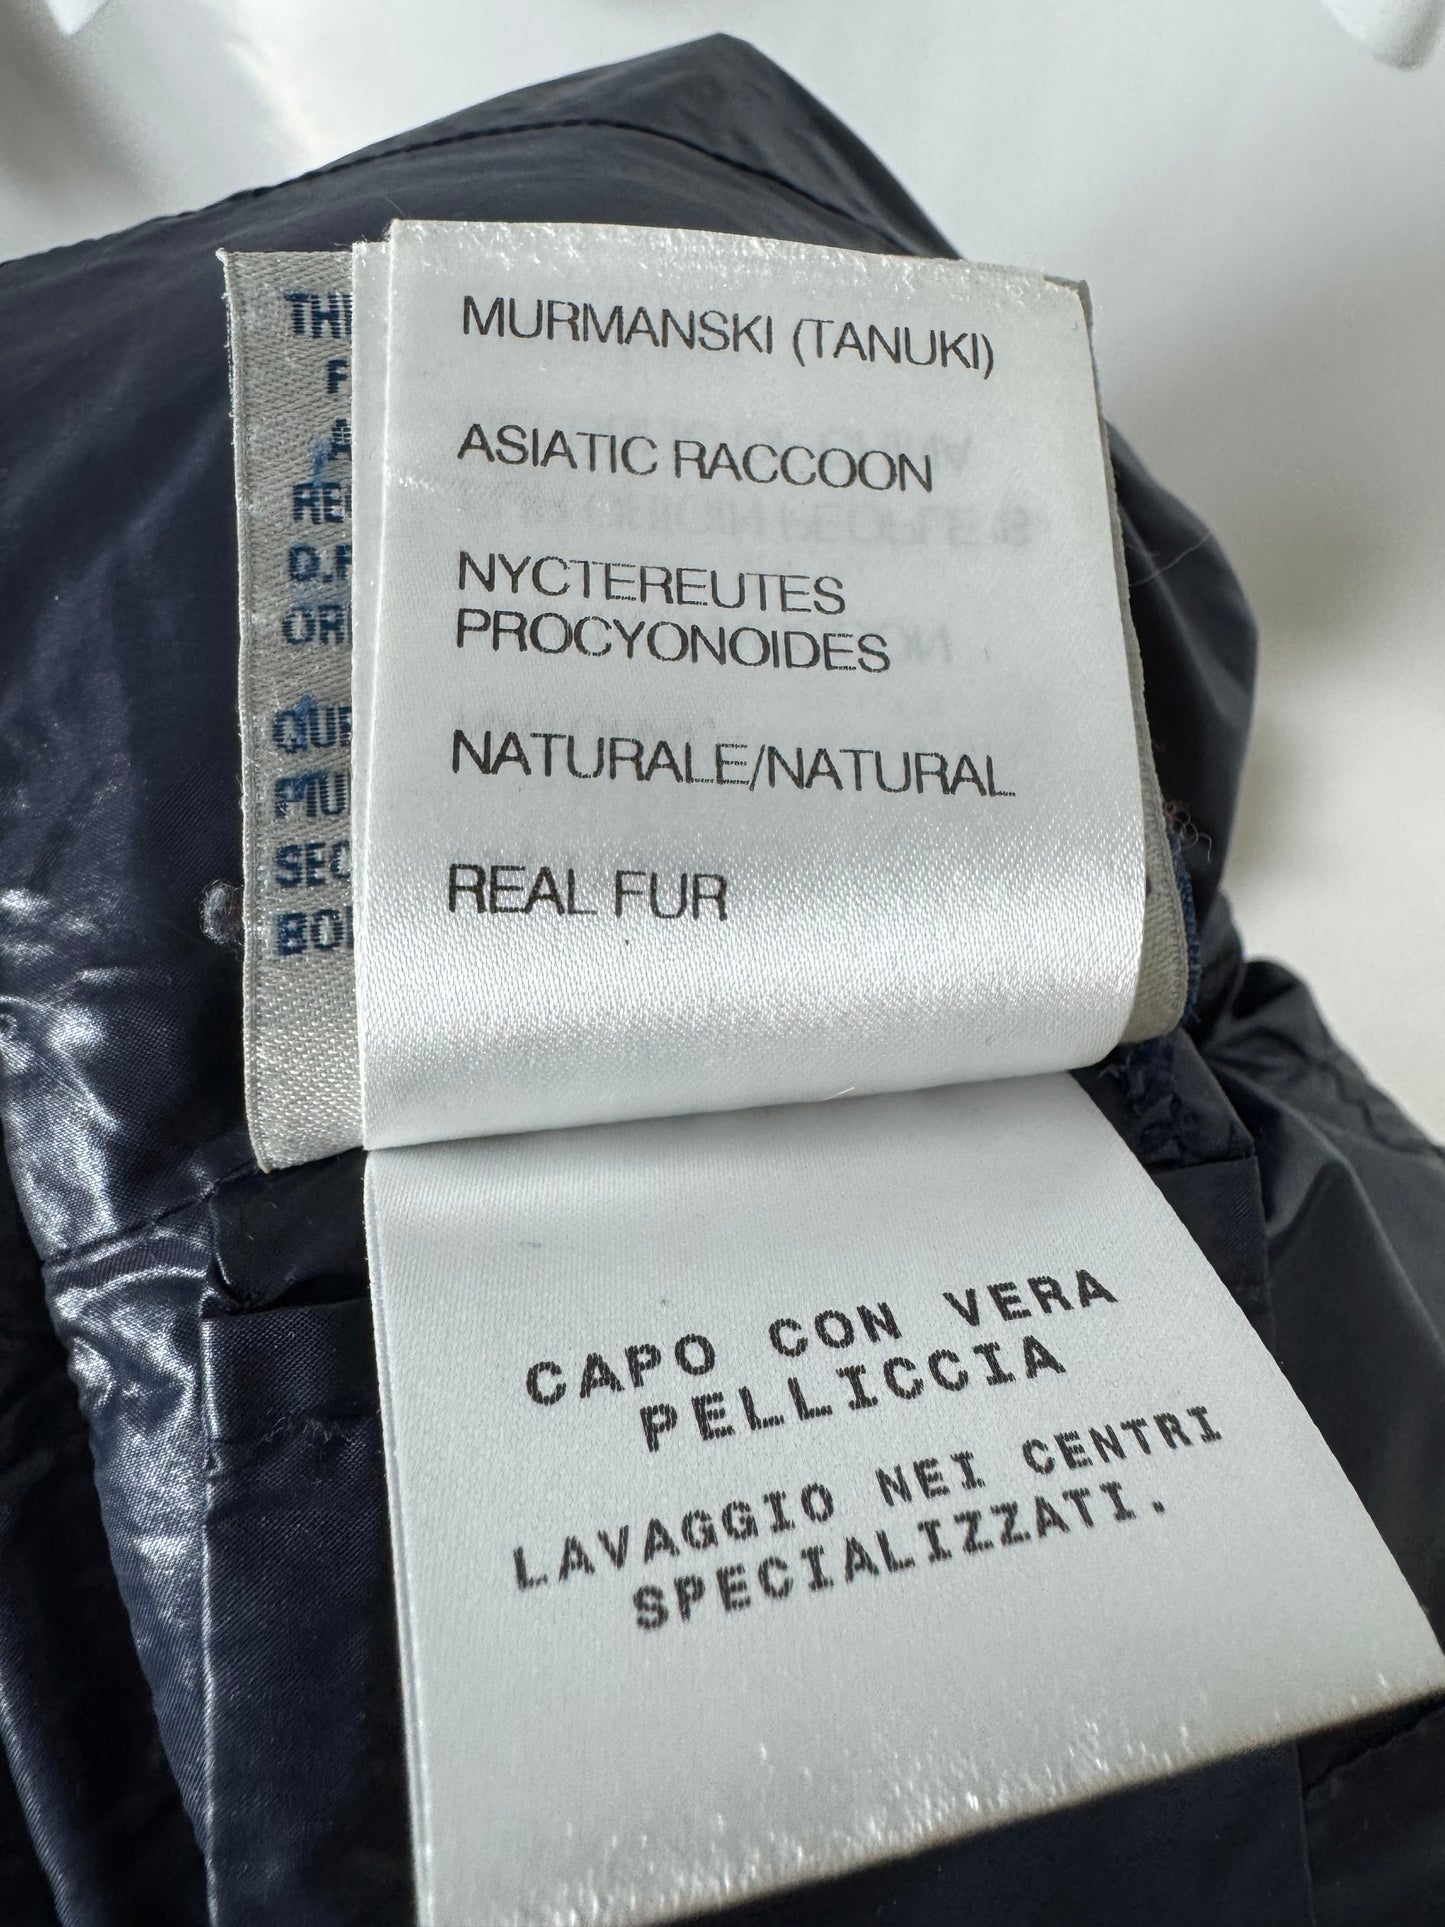 MURMANSKI (TANUKI)
ASIATIC RACCOON
NYCTEREUTES
PROCYONOIDES
NATURALE/NATURAL
REAL FUR
CAPO CON VERA
PELLICCIA
LAVAGGIO NEI CENTRI
SPECIALIZZATI.